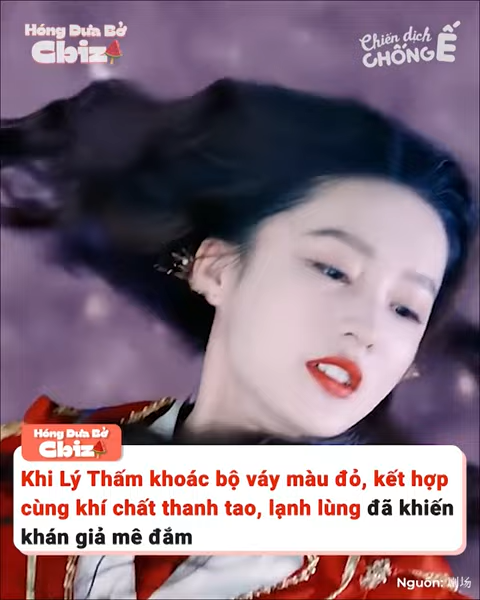 Hóng Dưa Bở
Cbiz
Chiến dịch
CHỐNG Ế
Hóng Dưa Bở
Cbiz
Khi Lý Thấm khoác bộ váy màu đỏ, kết hợp
cùng khí chất thanh tao, lạnh lùng đã khiến
khán giả mê đắm
Nguồn: